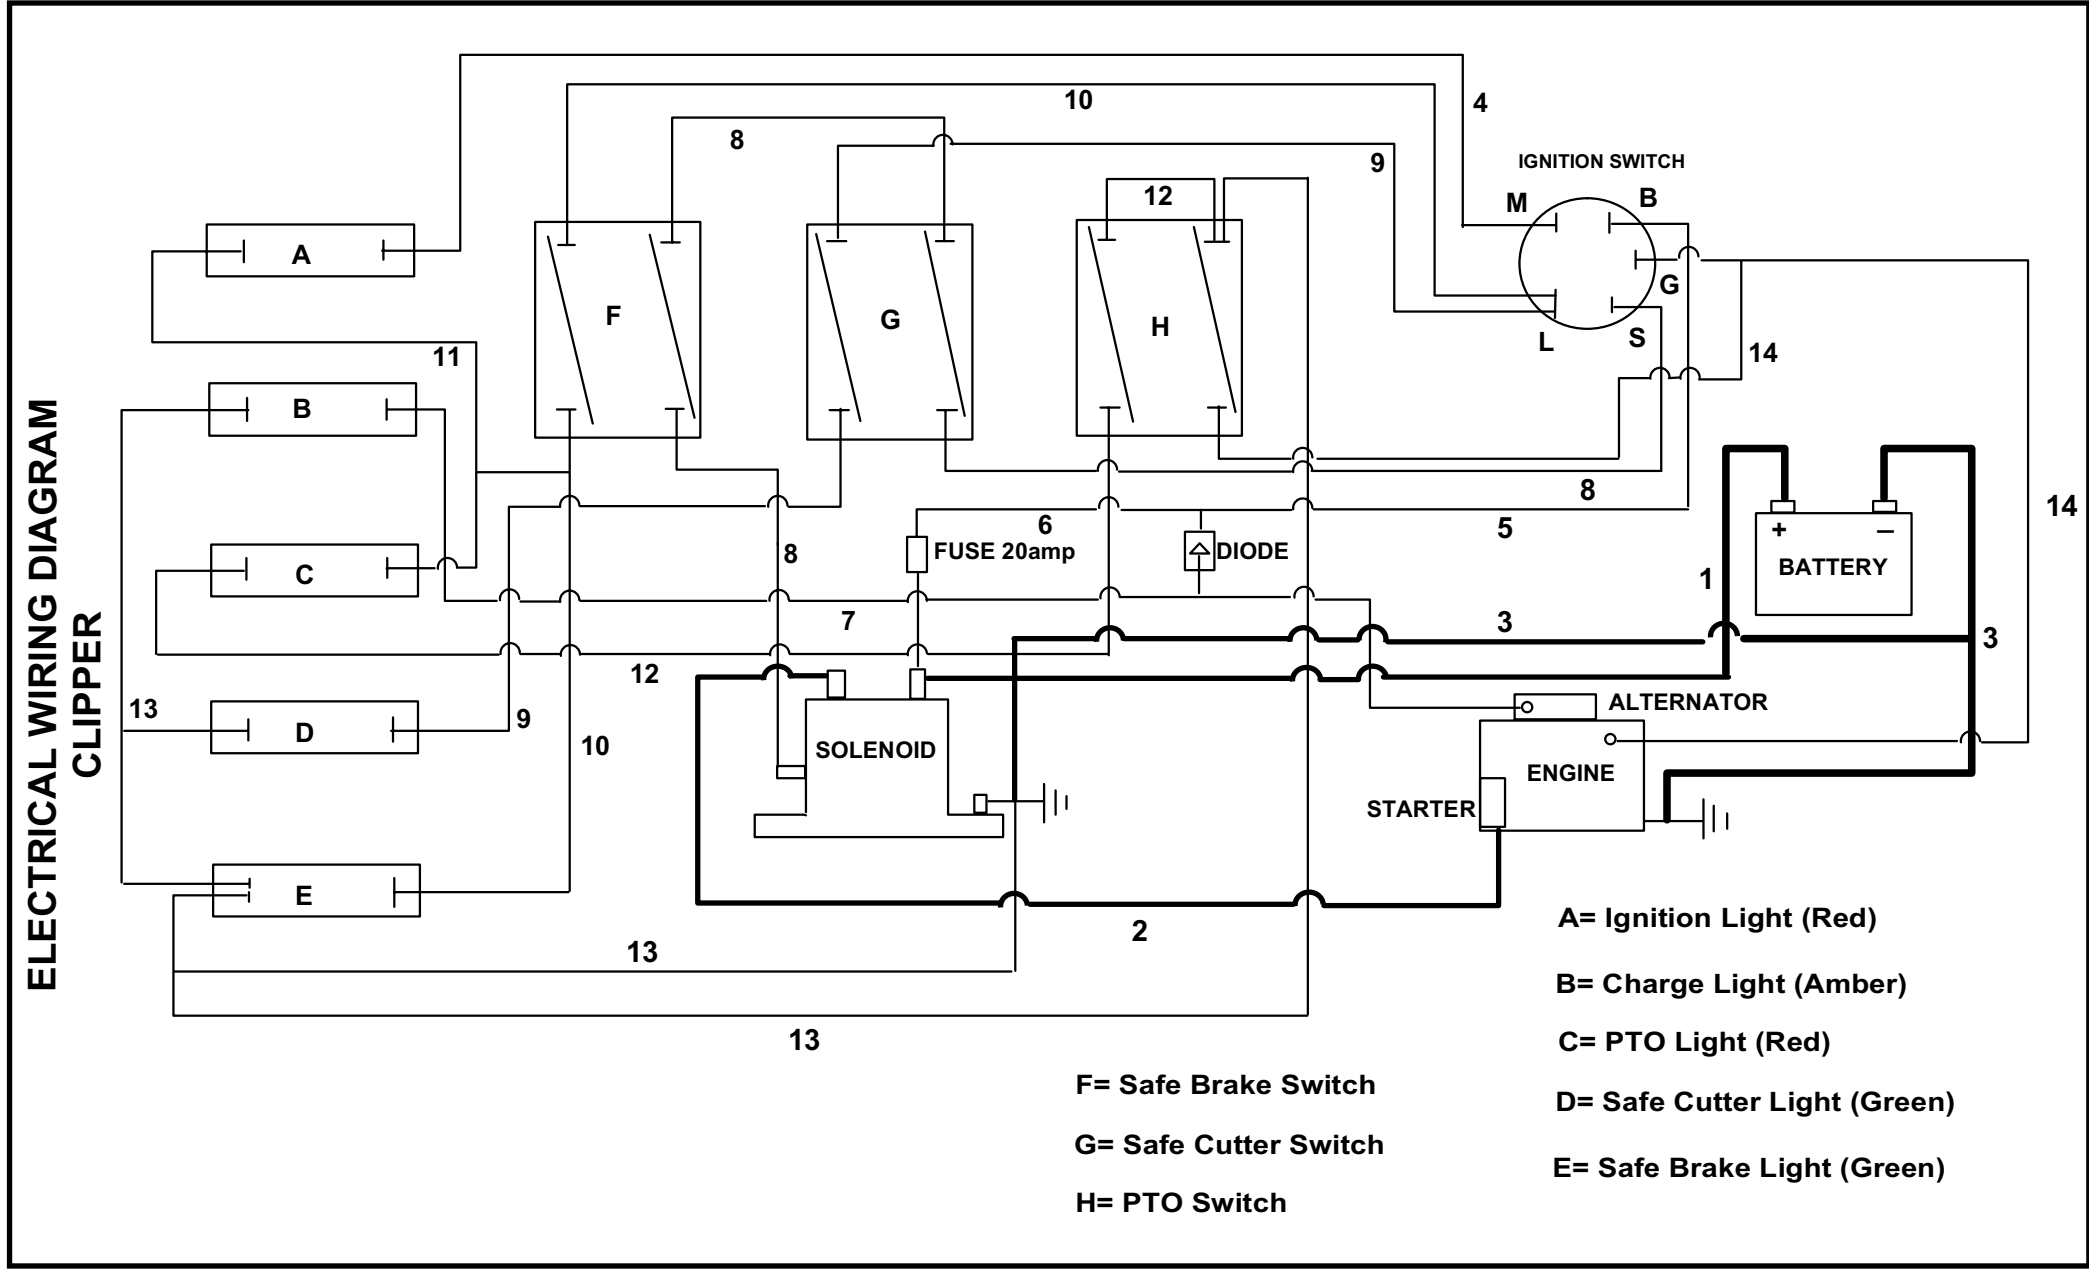 ELECTRICAL WIRING DIAGRAM
CLIPPER
10
4
8
9
IGNITION SWITCH
12
M
B
A
G
F
G
H
L
S
11
14
B
8
14
6
5
+
–
C
8
FUSE 20amp
DIODE
BATTERY
1
7
3
3
12
13
D
9
10
SOLENOID
ALTERNATOR
ENGINE
STARTER
E
2
13
13
A= Ignition Light (Red)
B= Charge Light (Amber)
C= PTO Light (Red)
D= Safe Cutter Light (Green)
E= Safe Brake Light (Green)
F= Safe Brake Switch
G= Safe Cutter Switch
H= PTO Switch